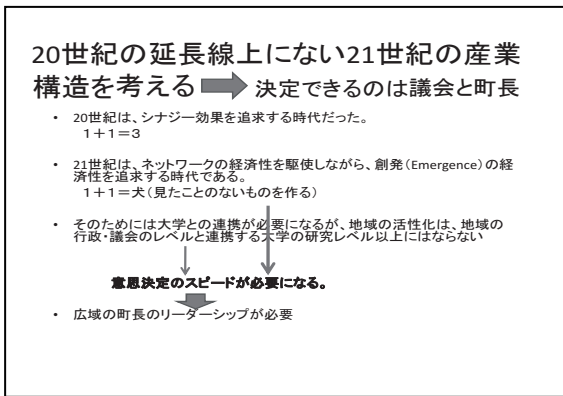 20世紀の延長線上にない21世紀の産業
構造を考える 決定できるのは議会と町長
• 20世紀は、シナジー効果を追求する時代だった。
1+1=3
• 21世紀は、ネットワークの経済性を駆使しながら、創発(Emergence)の経
済性を追求する時代である。
1+1=犬(見たことのないものを作る)
• そのためには大学との連携が必要になるが、地域の活性化は、地域の
行政・議会のレベルと連携する大学の研究レベル以上にはならない
意思決定のスピードが必要になる。
• 広域の町長のリーダーシップが必要